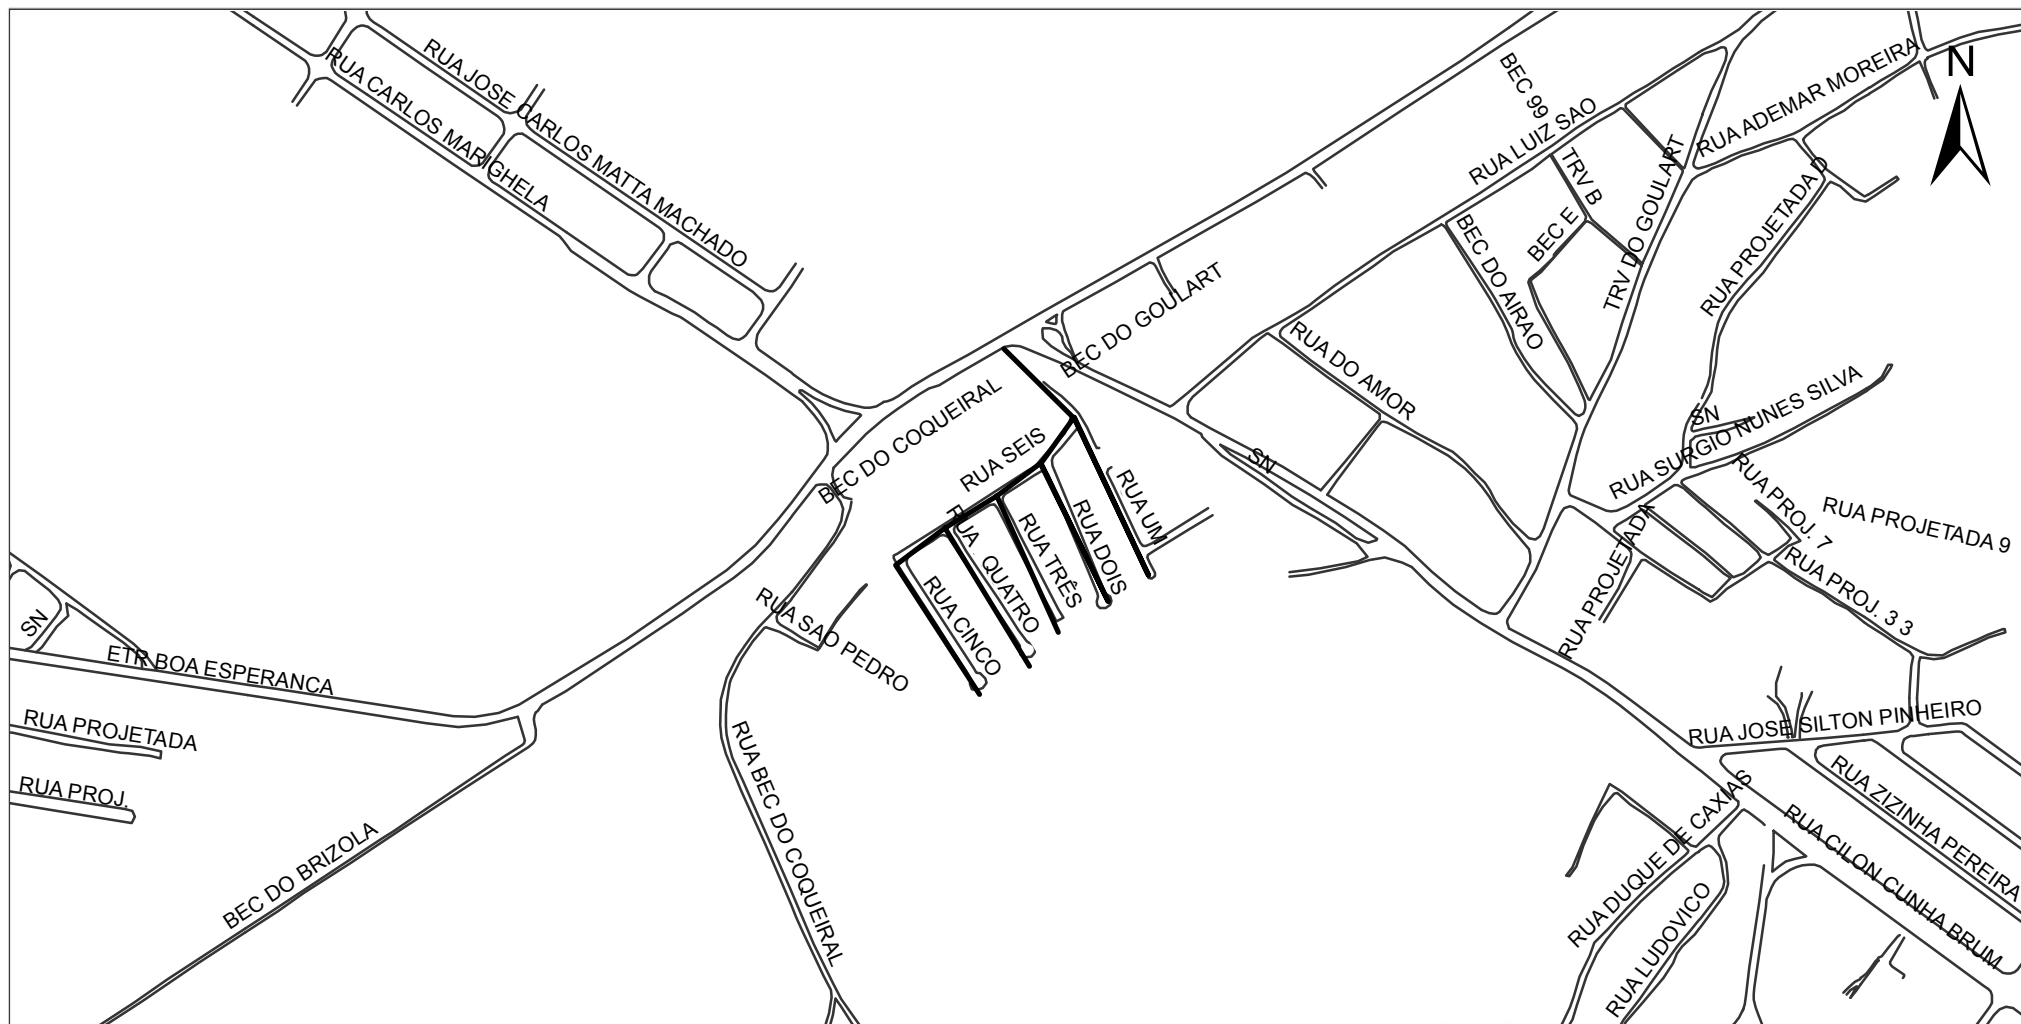 RUA JOSE CARLOS MATTA MACHADO
RUA CARLOS MARIGHELA
BEC 99
RUA LUIZ SAO
RUA ADEMAR MOREIRA
N
TRV B
BEC E
TRV DO GOULART
RUA PROJETADA D
BEC DO AIRAO
BEC DO GOULART
RUA DO AMOR
BEC DO COQUEIRAL
RUA SEIS
SN
SN
RUA SURGIO NUNES SILVA
RUA PROJ. 7
RUA PROJETADA 9
RUA UM
RUA DOIS
RUA TRÊS
RUA QUATRO
RUA CINCO
RUA PROJETADA
RUA PROJ. 3 3
RUA SAO PEDRO
SN
ETR BOA ESPERANCA
RUA PROJETADA
RUA PROJ.
BEC DO BRIZOLA
RUA BEC DO COQUEIRAL
RUA JOSE SILTON PINHEIRO
RUA ZIZINHA PEREIRA
RUA DUQUE DE CAXIAS
RUA CILON CUNHA BRUM
RUA LUDOVICO